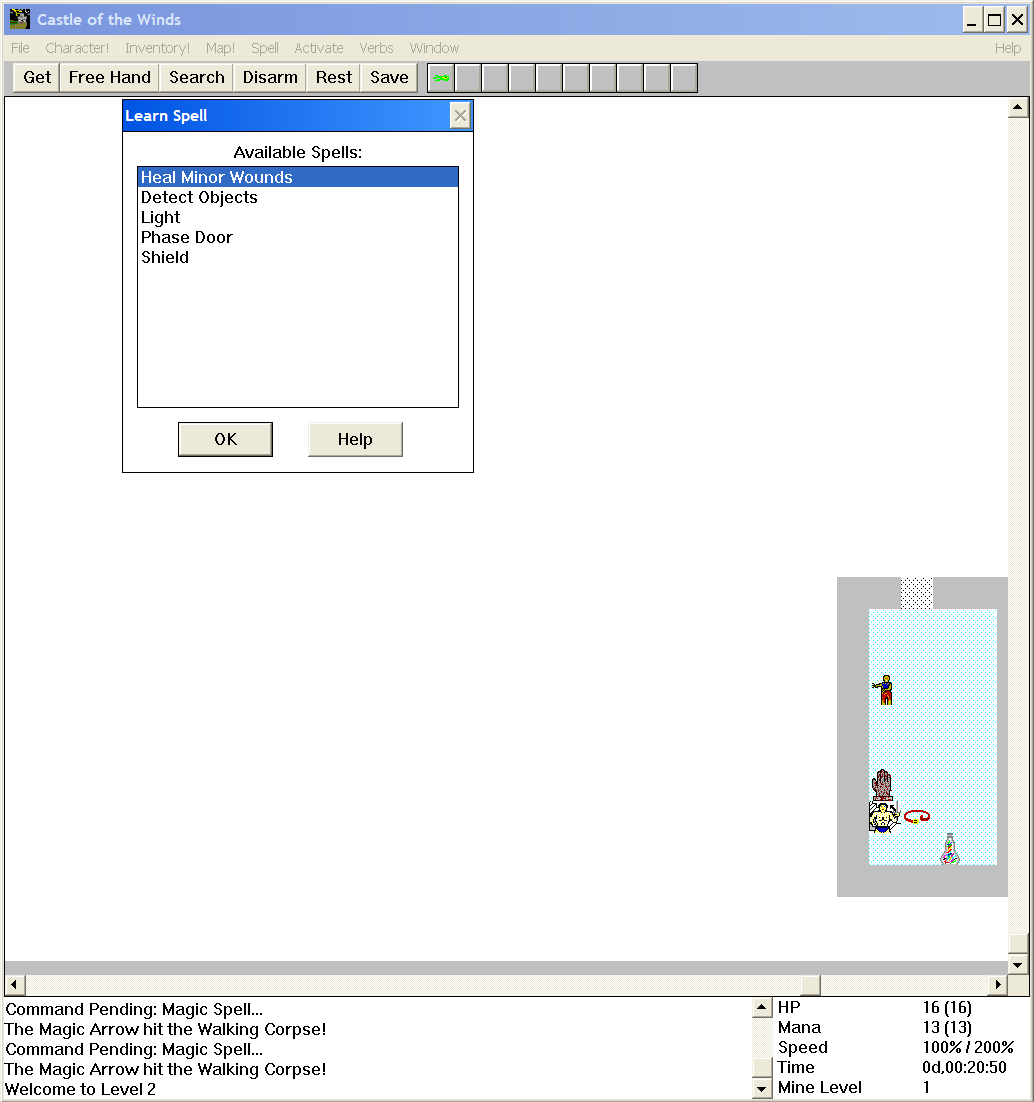 Castle of the Winds
File Character! Inventory! Map! Spell Activate Verbs Window Help
Get Free Hand Search Disarm Rest Save
Learn Spell
Available Spells:
Heal Minor Wounds
Detect Objects
Light
Phase Door
Shield
OK Help
Command Pending: Magic Spell...
The Magic Arrow hit the Walking Corpse!
Command Pending: Magic Spell...
The Magic Arrow hit the Walking Corpse!
Welcome to Level 2
HP 16 (16)
Mana 13 (13)
Speed 100% / 200%
Time 0d,00:20:50
Mine Level 1